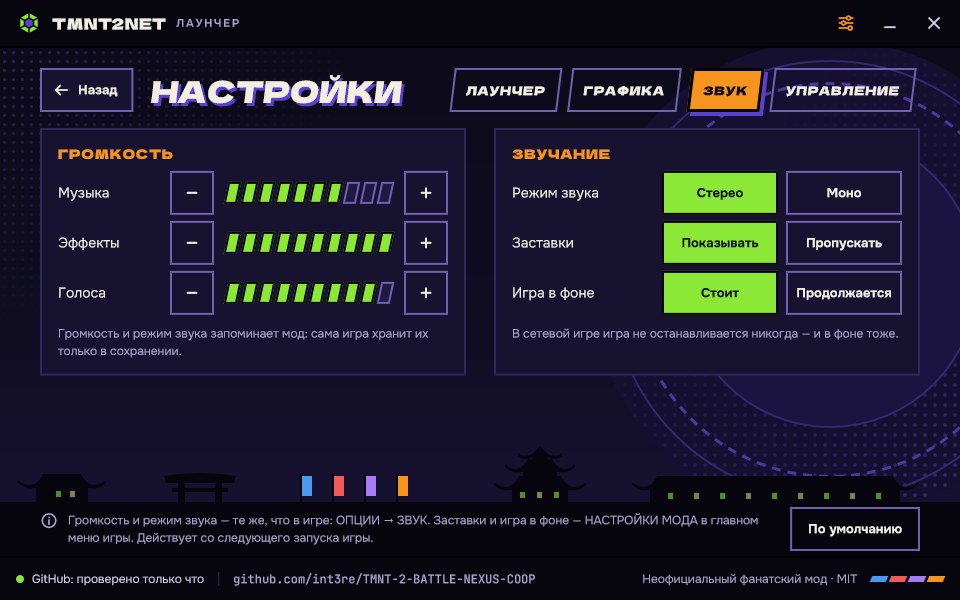 TMNT2NET ЛАУНЧЕР
← Назад
НАСТРОЙКИ
ЛАУНЧЕР
ГРАФИКА
ЗВУК
УПРАВЛЕНИЕ
ГРОМКОСТЬ
Музыка − +
Эффекты − +
Голоса − +
Громкость и режим звука запоминает мод: сама игра хранит их
только в сохранении.
ЗВУЧАНИЕ
Режим звука Стерео Моно
Заставки Показывать Пропускать
Игра в фоне Стоит Продолжается
В сетевой игре игра не останавливается никогда — и в фоне тоже.
Громкость и режим звука — те же, что в игре: ОПЦИИ → ЗВУК. Заставки и игра в фоне — НАСТРОЙКИ МОДА в главном
меню игры. Действует со следующего запуска игры.
По умолчанию
GitHub: проверено только что
github.com/int3re/TMNT-2-BATTLE-NEXUS-COOP
Неофициальный фанатский мод · MIT